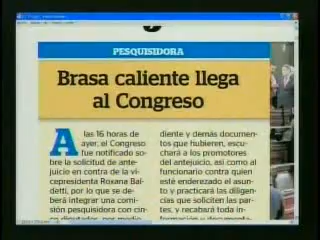 PESQUISIDORA
Brasa caliente llega
al Congreso
A las 16 horas de
ayer, el Congreso
fue notificado so-
bre la solicitud de ante-
juicio en contra de la vi-
cepresidenta Roxana Bal-
detti, por lo que se de-
berá integrar una comi-
sión pesquisidora con cin-
diente y demás documen-
tos que hubieren, escu-
chará a los promotores
del antejuicio, así como al
funcionario contra quien
esté enderezado el asun-
to y practicará las diligen-
cias que soliciten las par-
tes, y recabará toda in-